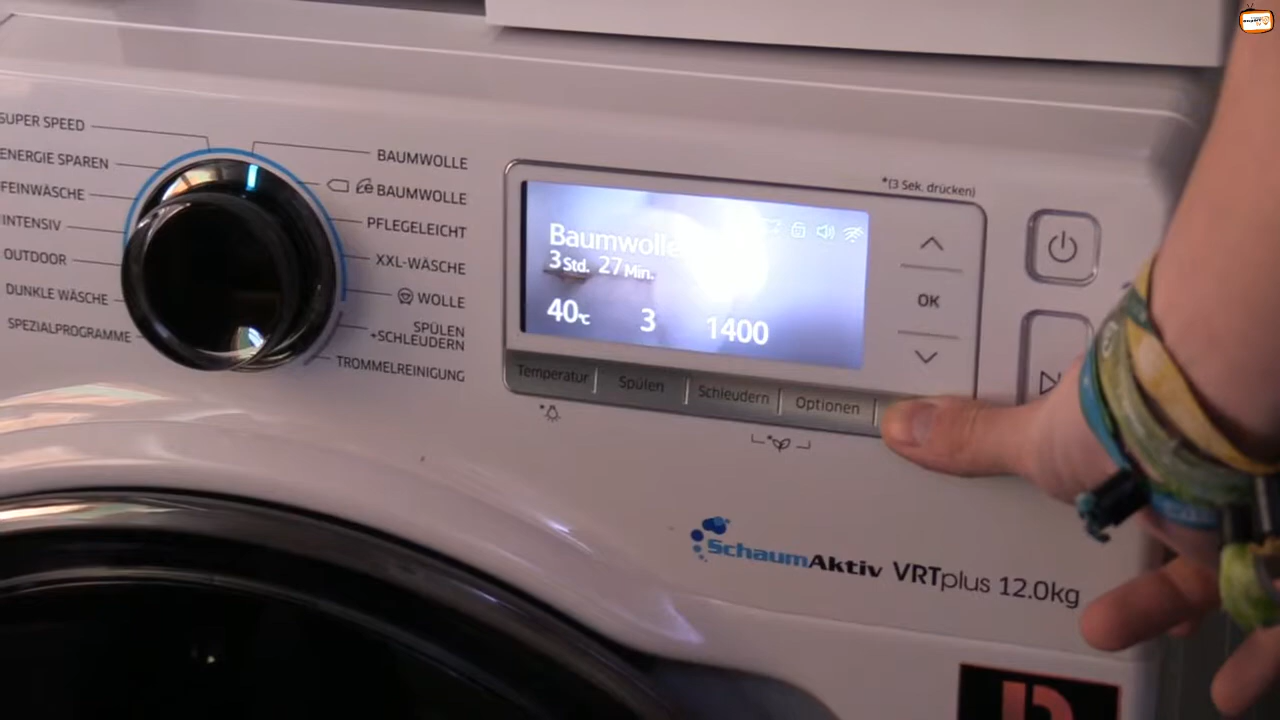 SUPER SPEED
ENERGIE SPAREN
FEINWÄSCHE
INTENSIV
OUTDOOR
DUNKLE WÄSCHE
SPEZIALPROGRAMME
BAUMWOLLE
BAUMWOLLE
PFLEGELEICHT
XXL-WÄSCHE
WOLLE
SPÜLEN
+SCHLEUDERN
TROMMELREINIGUNG
*(3 Sek. drücken)
Baumwolle
3 Std. 27 Min.
40°C 3 1400
OK
Temperatur Spülen Schleudern Optionen
SchaumAktiv VRTplus 12.0kg